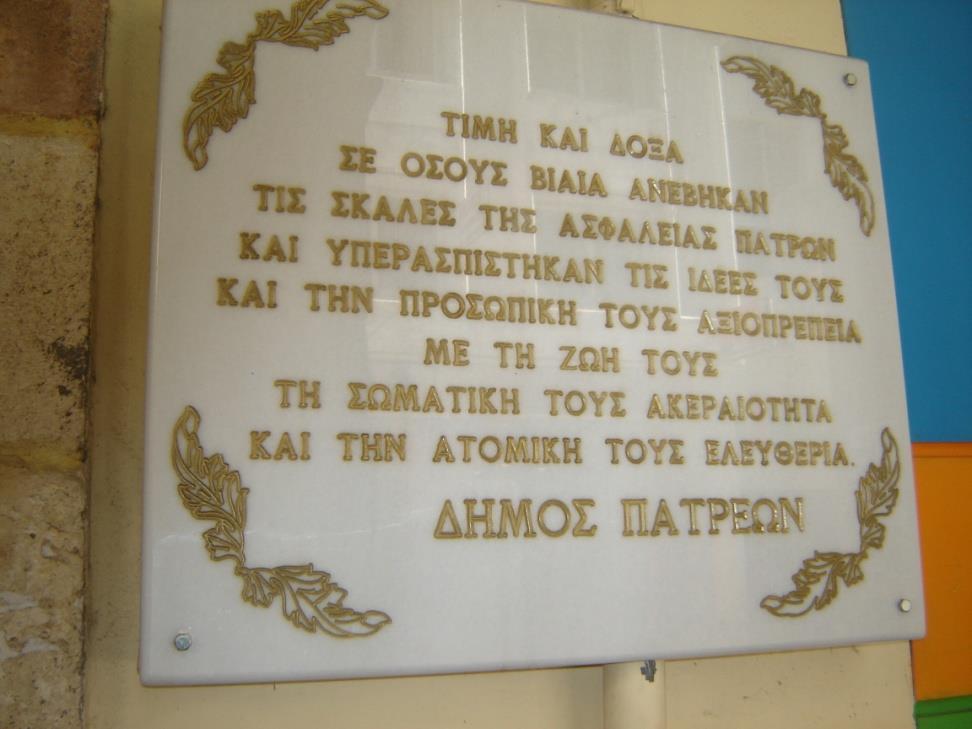 ΤΙΜΗ ΚΑΙ ΔΟΞΑ
ΣΕ ΟΣΟΥΣ ΒΙΑΙΑ ΑΝΕΒΗΚΑΝ
ΤΙΣ ΣΚΑΛΕΣ ΤΗΣ ΑΣΦΑΛΕΙΑΣ ΠΑΤΡΩΝ
ΚΑΙ ΥΠΕΡΑΣΠΙΣΤΗΚΑΝ ΤΙΣ ΙΔΕΕΣ ΤΟΥΣ
ΚΑΙ ΤΗΝ ΠΡΟΣΩΠΙΚΗ ΤΟΥΣ ΑΞΙΟΠΡΕΠΕΙΑ
ΜΕ ΤΗ ΖΩΗ ΤΟΥΣ
ΤΗ ΣΩΜΑΤΙΚΗ ΤΟΥΣ ΑΚΕΡΑΙΟΤΗΤΑ
ΚΑΙ ΤΗΝ ΑΤΟΜΙΚΗ ΤΟΥΣ ΕΛΕΥΘΕΡΙΑ.
ΔΗΜΟΣ ΠΑΤΡΕΩΝ